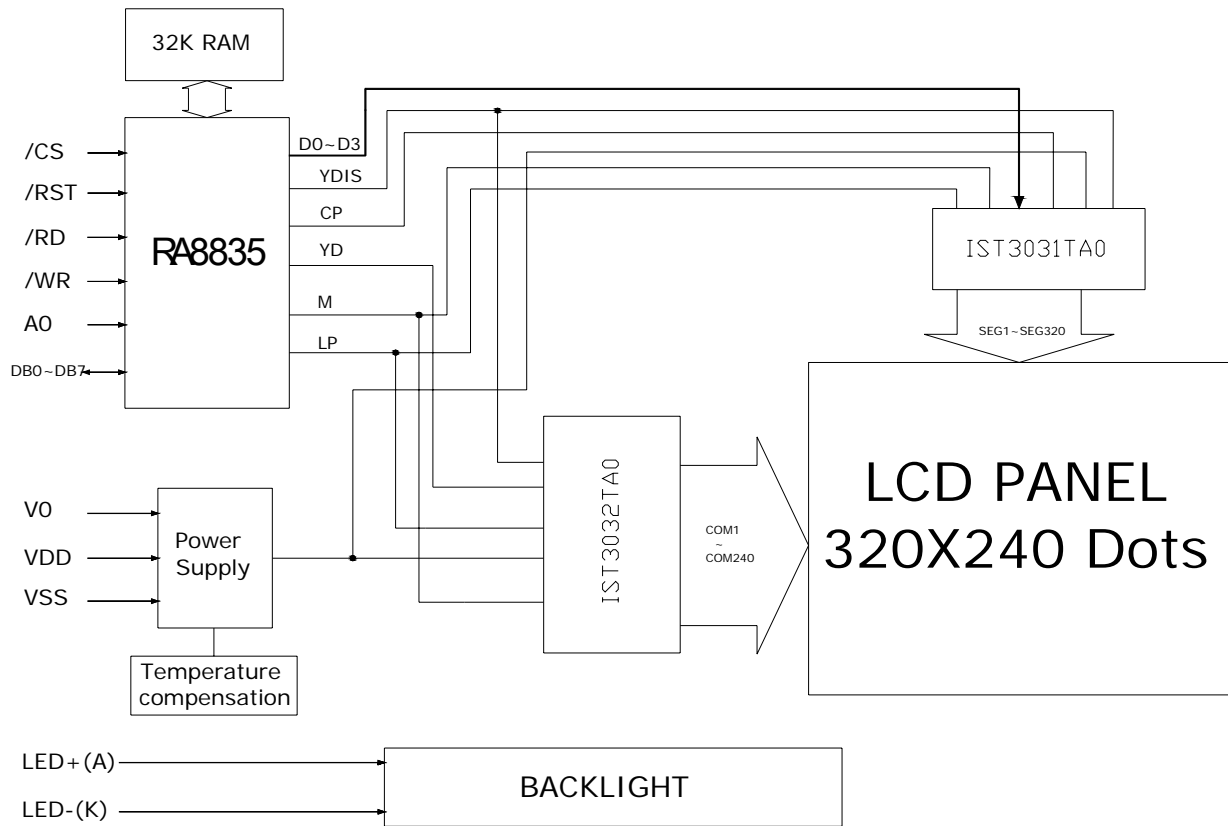 32K RAM
/CS
/RST
/RD
/WR
A0
DB0~DB7
RA8835
D0~D3
YDIS
CP
YD
M
LP
IST3031TA0
SEG1~SEG320
LCD PANEL
320X240 Dots
IST3032TA0
COM1
~
COM240
V0
VDD
VSS
Power
Supply
Temperature
compensation
LED+(A)
LED-(K)
BACKLIGHT